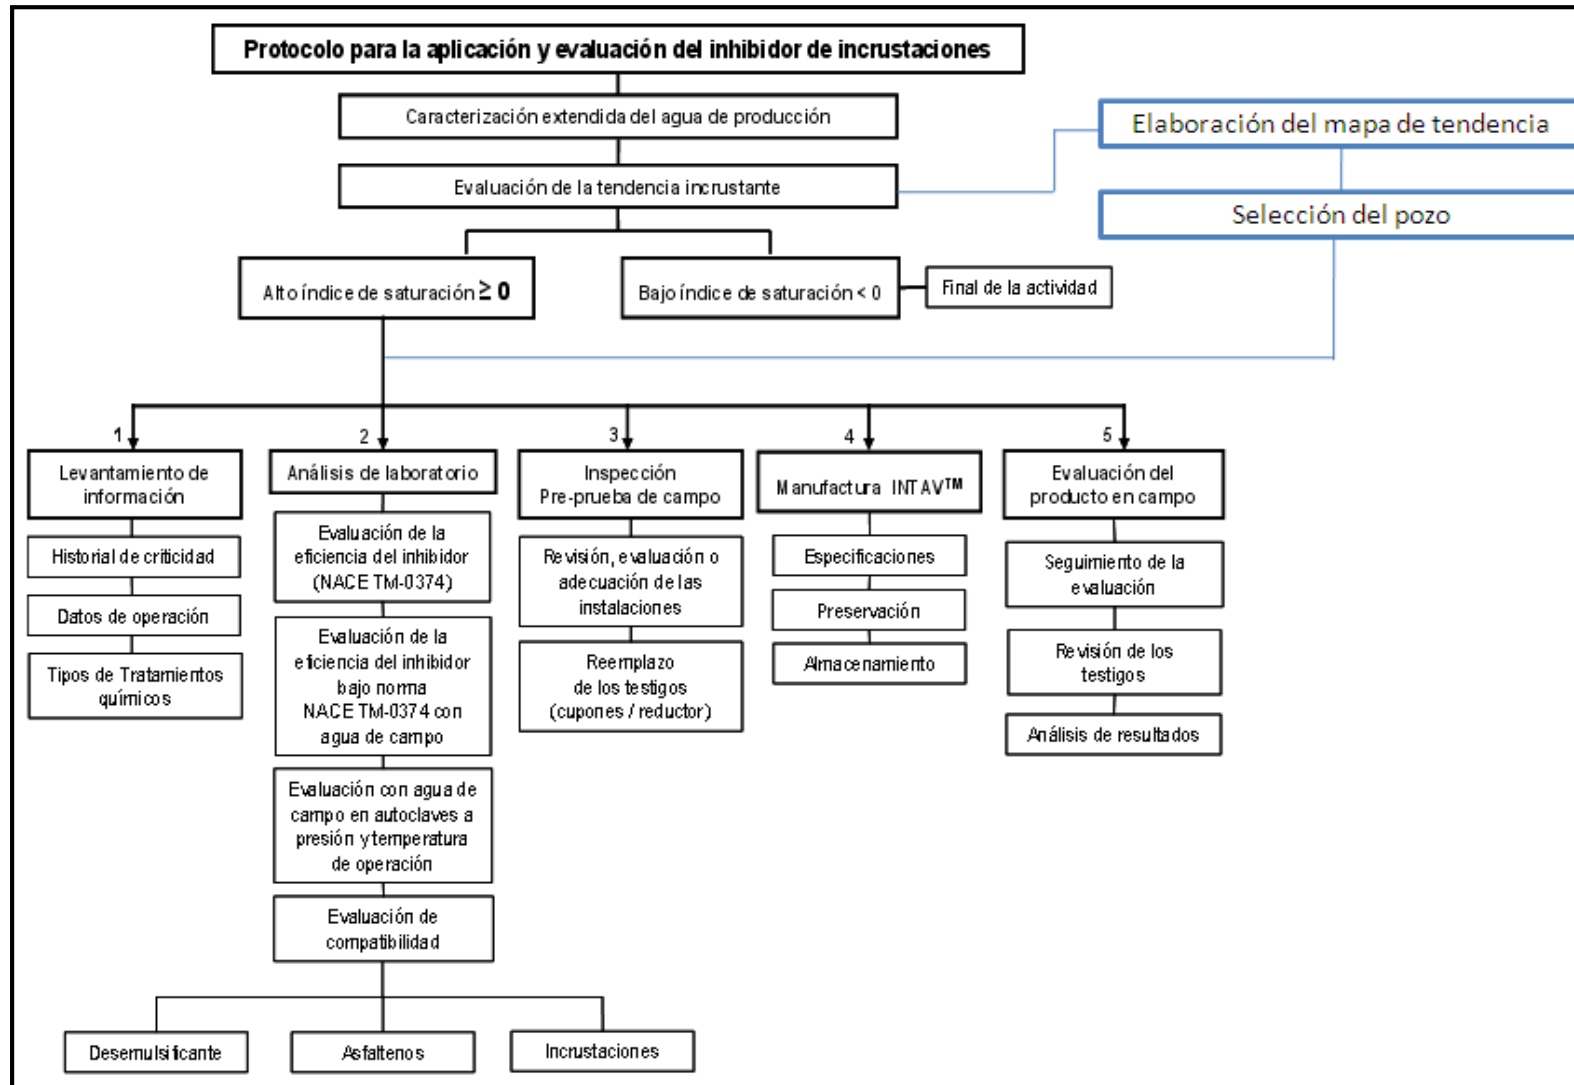 Protocolo para la aplicación y evaluación del inhibidor de incrustaciones
Caracterización extendida del agua de producción
Elaboración del mapa de tendencia
Evaluación de la tendencia incrustante
Selección del pozo
Alto índice de saturación ≥ 0
Bajo índice de saturación < 0
Final de la actividad
1
2
3
4
5
Levantamiento de
información
Historial de criticidad
Datos de operación
Tipos de Tratamientos
químicos
Análisis de laboratorio
Evaluación de la
eficiencia del inhibidor
(NACE TM-0374)
Evaluación de la
eficiencia del inhibidor
bajo norma
NACE TM-0374 con
agua de campo
Evaluación con agua de
campo en autoclaves a
presión y temperatura
de operación
Evaluación de
compatibilidad
Desemulsificante
Asfaltenos
Incrustaciones
Inspección
Pre-prueba de campo
Revisión, evaluación o
adecuación de las
instalaciones
Reemplazo
de los testigos
(cupones / reductor)
Manufactura INTAV™
Especificaciones
Preservación
Almacenamiento
Evaluación del
producto en campo
Seguimiento de la
evaluación
Revisión de los
testigos
Análisis de resultados